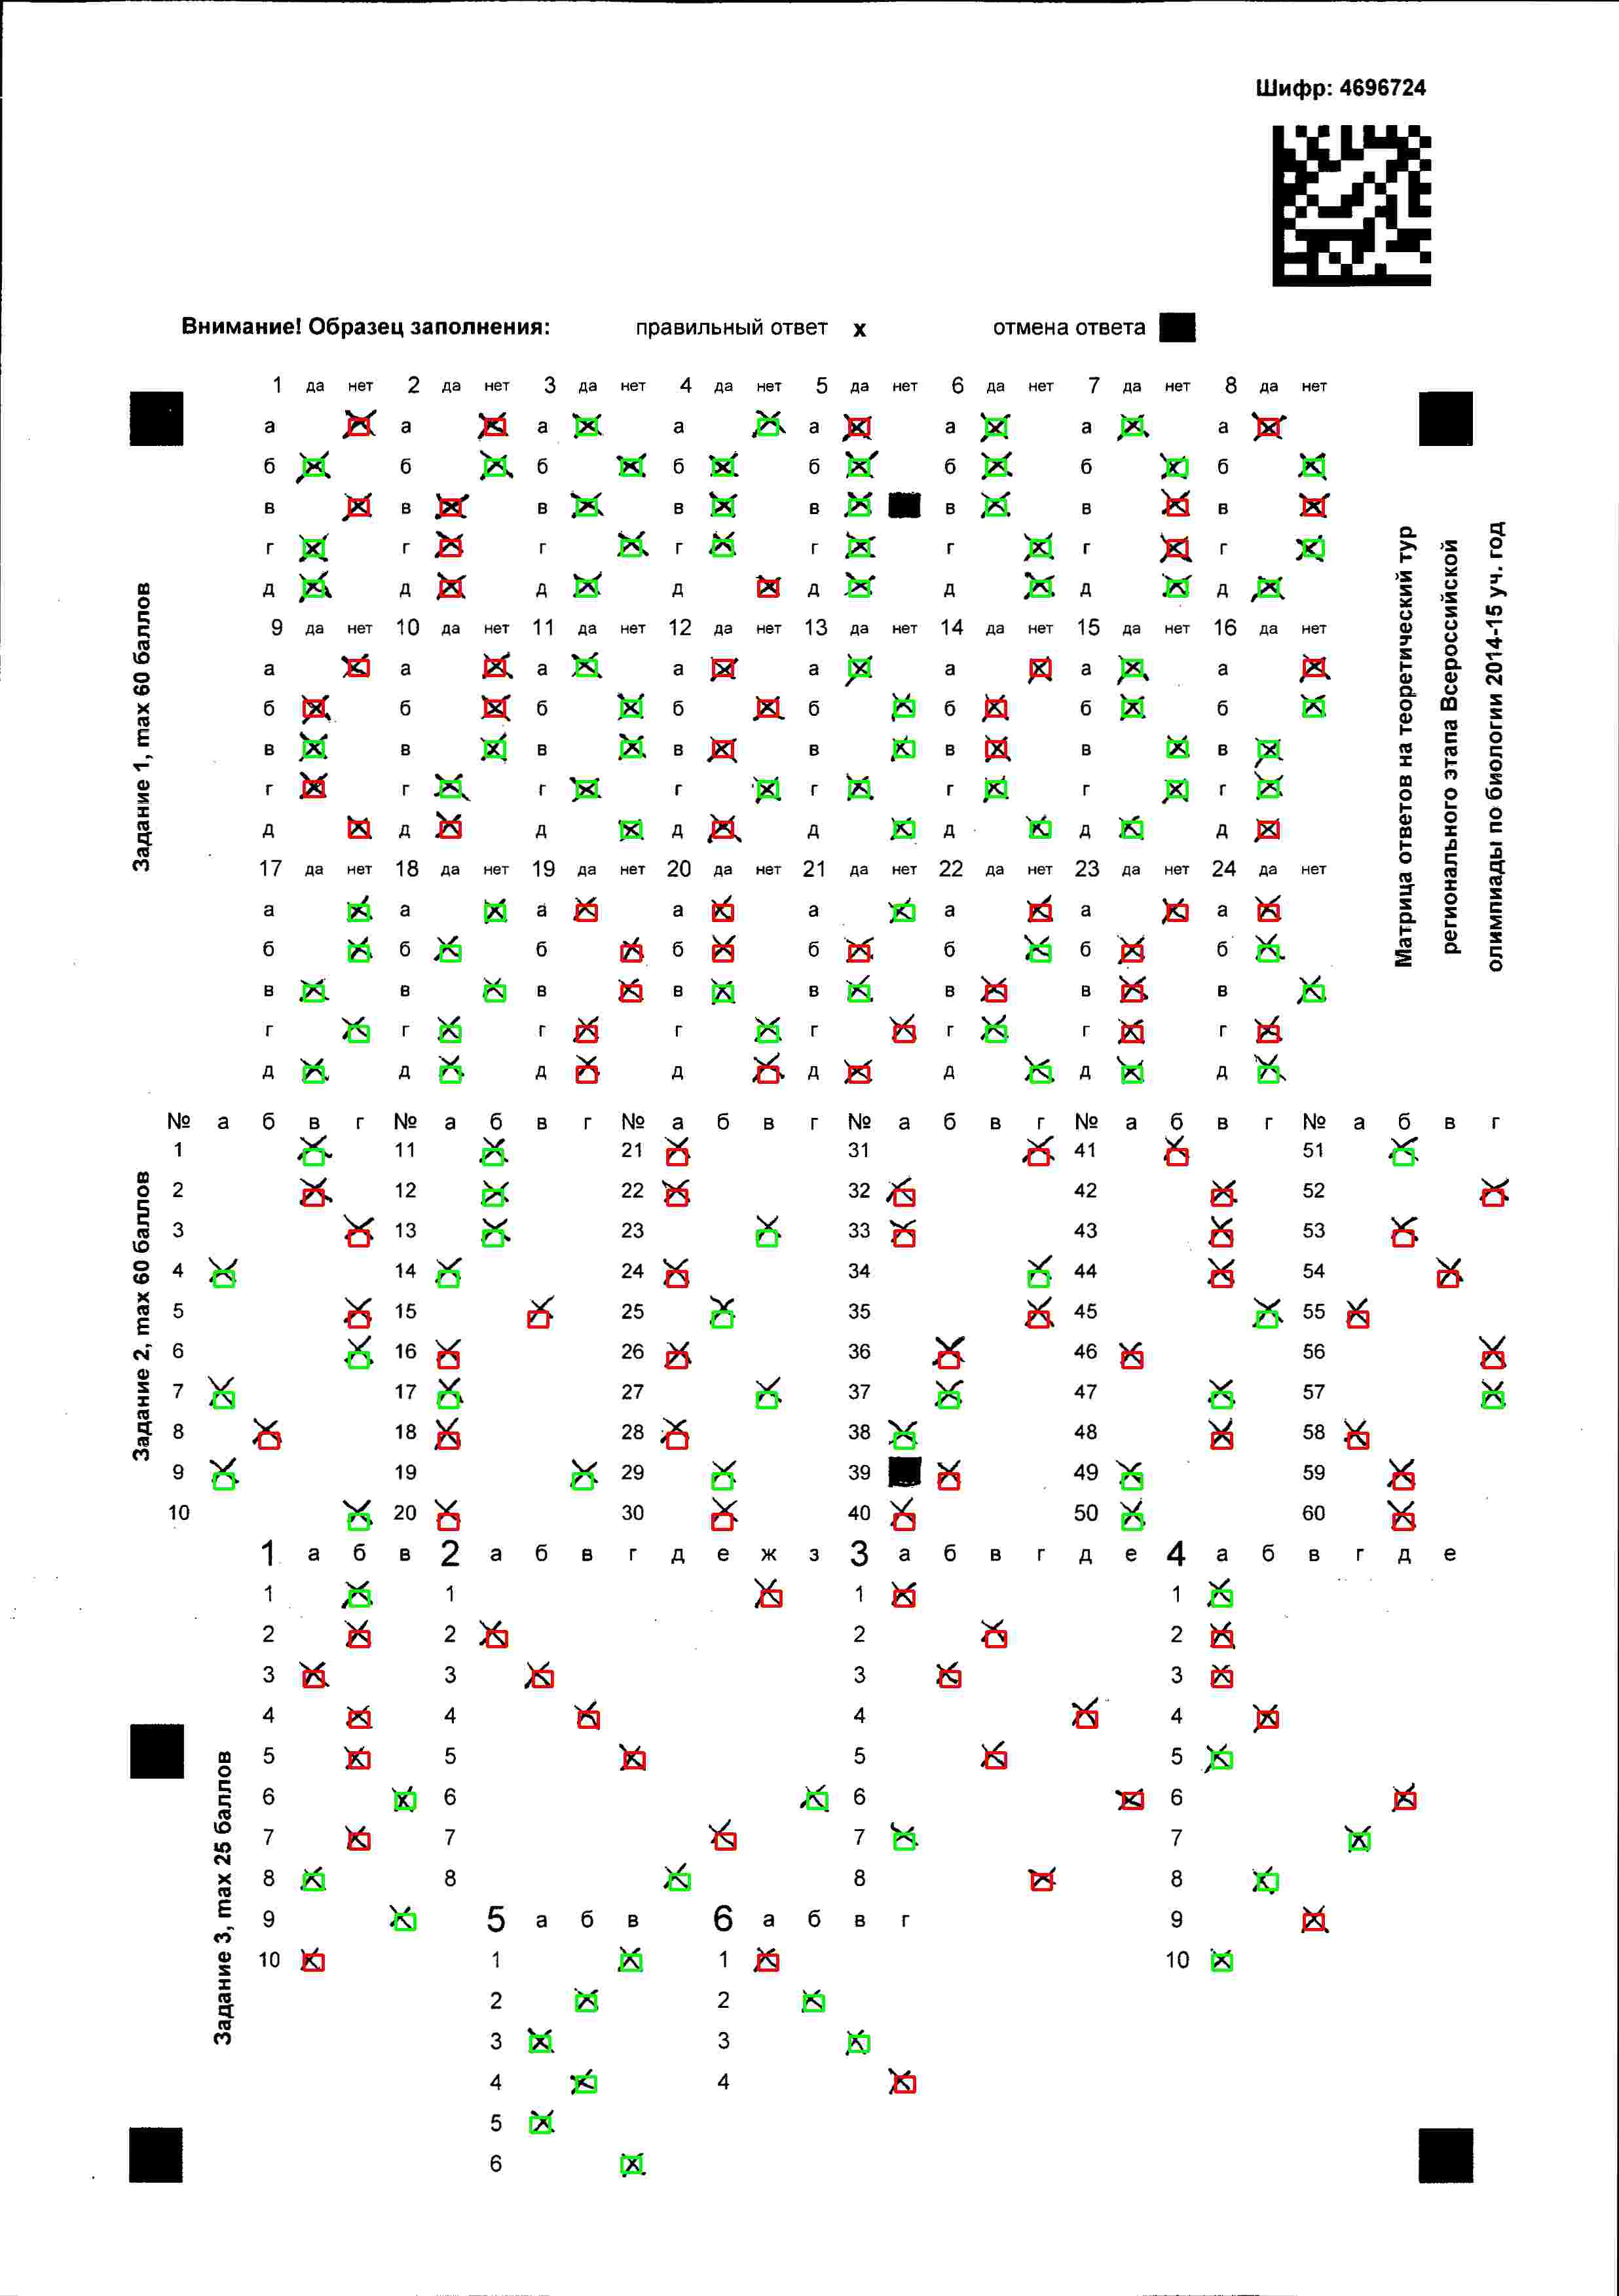 Шифр: 4696724
Внимание! Образец заполнения: правильный ответ x отмена ответа
1 да нет 2 да нет 3 да нет 4 да нет 5 да нет 6 да нет 7 да нет 8 да нет
а а а а а а а а
б б б б б б б б
в в в в в в в в
г г г г г г г г
д д д д д д д д
9 да нет 10 да нет 11 да нет 12 да нет 13 да нет 14 да нет 15 да нет 16 да нет
а а а а а а а а
б б б б б б б б
в в в в в в в в
г г г г г г г г
д д д д д д д д
17 да нет 18 да нет 19 да нет 20 да нет 21 да нет 22 да нет 23 да нет 24 да нет
а а а а а а а а
б б б б б б б б
в в в в в в в в
г г г г г г г г
д д д д д д д д
Задание 1, max 60 баллов
Матрица ответов на теоретический тур
регионального этапа Всероссийской
олимпиады по биологии 2014-15 уч. год
№ а б в г № а б в г № а б в г № а б в г № а б в г № а б в г
1 11 21 31 41 51
2 12 22 32 42 52
3 13 23 33 43 53
4 14 24 34 44 54
5 15 25 35 45 55
6 16 26 36 46 56
7 17 27 37 47 57
8 18 28 38 48 58
9 19 29 39 49 59
10 20 30 40 50 60
Задание 2, max 60 баллов
1 а б в 2 а б в г д е ж з 3 а б в г д е 4 а б в г д е
1 1 1 1
2 2 2 2
3 3 3 3
4 4 4 4
5 5 5 5
6 6 6 6
7 7 7 7
8 8 8 8
9 5 а б в 6 а б в г 9
10 1 1 10
2 2
3 3
4 4
5
6
Задание 3, max 25 баллов